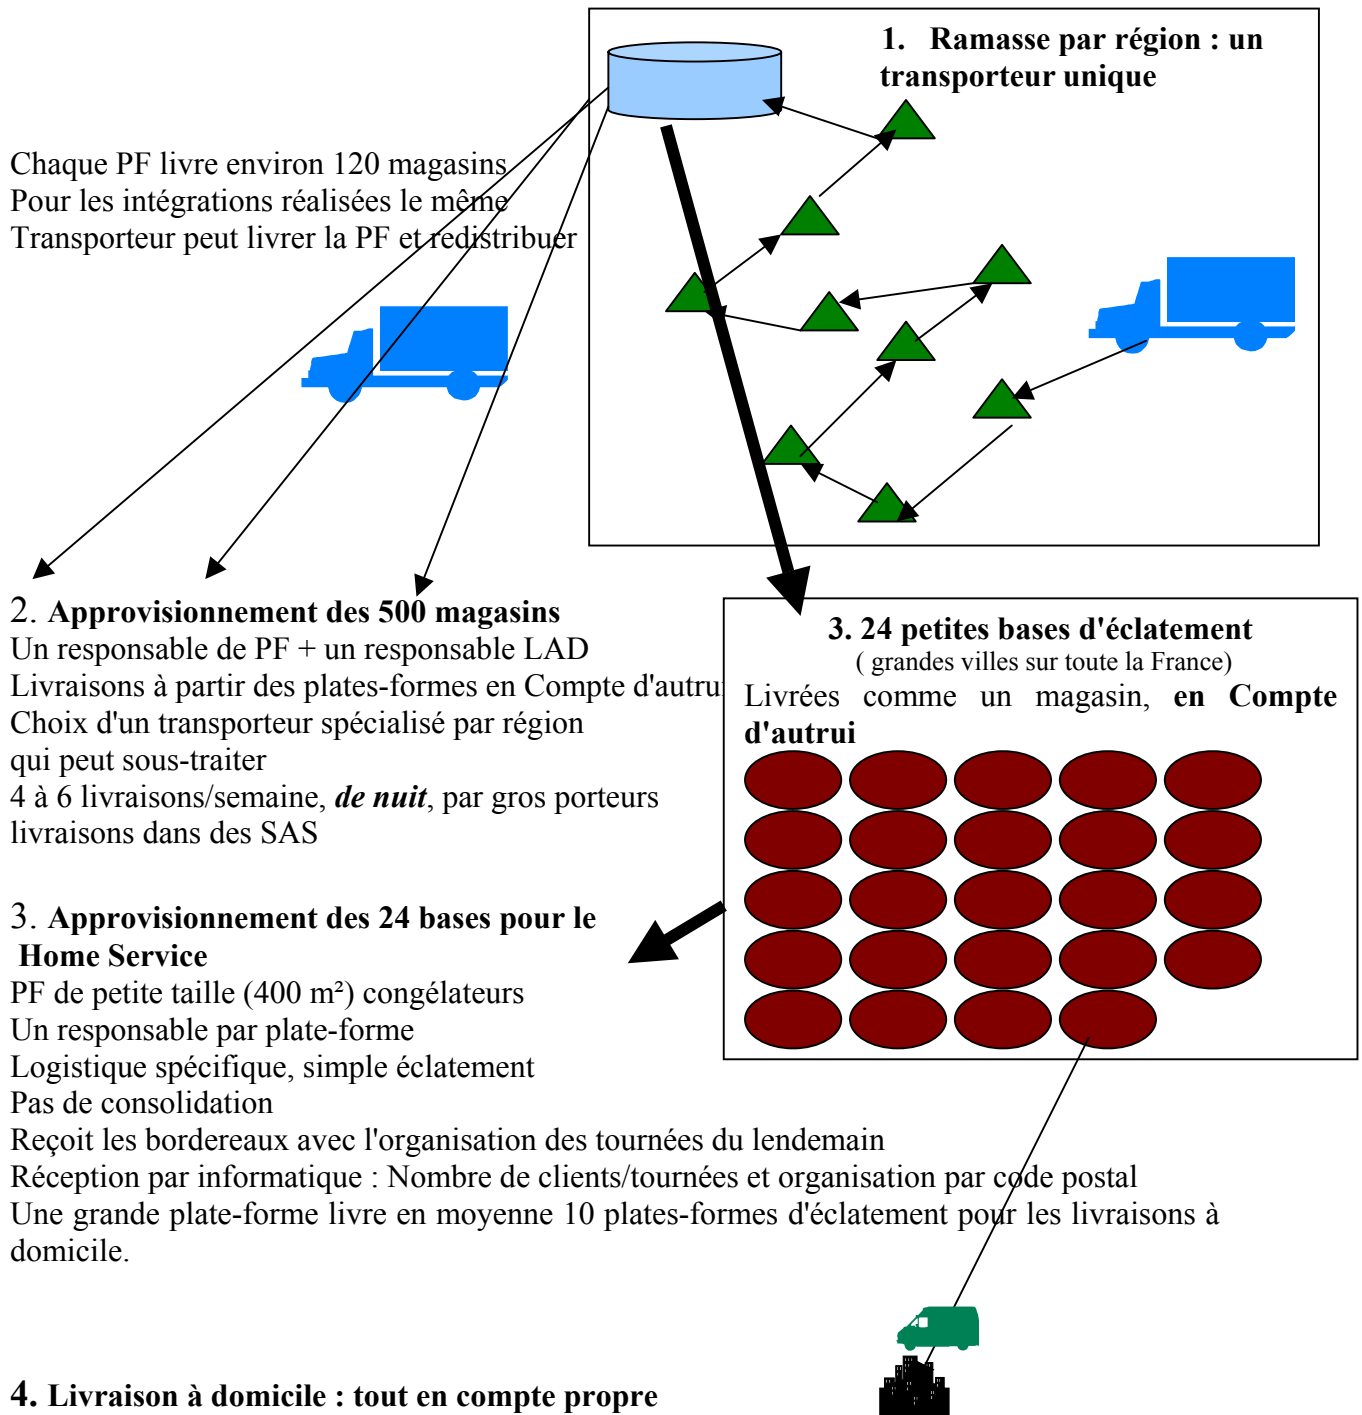 1. Ramasse par région : un
transporteur unique
Chaque PF livre environ 120 magasins
Pour les intégrations réalisées le même
Transporteur peut livrer la PF et redistribuer
2. Approvisionnement des 500 magasins
Un responsable de PF + un responsable LAD
Livraisons à partir des plates-formes en Compte d'autrui
Choix d'un transporteur spécialisé par région
qui peut sous-traiter
4 à 6 livraisons/semaine, de nuit, par gros porteurs
livraisons dans des SAS
3. 24 petites bases d'éclatement
( grandes villes sur toute la France)
Livrées comme un magasin, en Compte
d'autrui
3. Approvisionnement des 24 bases pour le
Home Service
PF de petite taille (400 m²) congélateurs
Un responsable par plate-forme
Logistique spécifique, simple éclatement
Pas de consolidation
Reçoit les bordereaux avec l'organisation des tournées du lendemain
Réception par informatique : Nombre de clients/tournées et organisation par code postal
Une grande plate-forme livre en moyenne 10 plates-formes d'éclatement pour les livraisons à
domicile.
4. Livraison à domicile : tout en compte propre